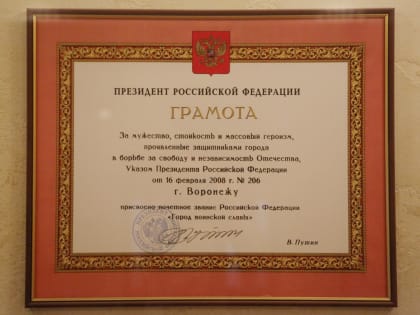 ПРЕЗИДЕНТ РОССИЙСКОЙ ФЕДЕРАЦИИ
ГРАМОТА
За мужество, стойкость и массовый героизм,
проявленные защитниками города
в борьбе за свободу и независимость Отечества,
Указом Президента Российской Федерации
от 16 февраля 2008 г. № 206
г. Воронежу
присвоено почетное звание Российской Федерации
«Город воинской славы»
В. Путин